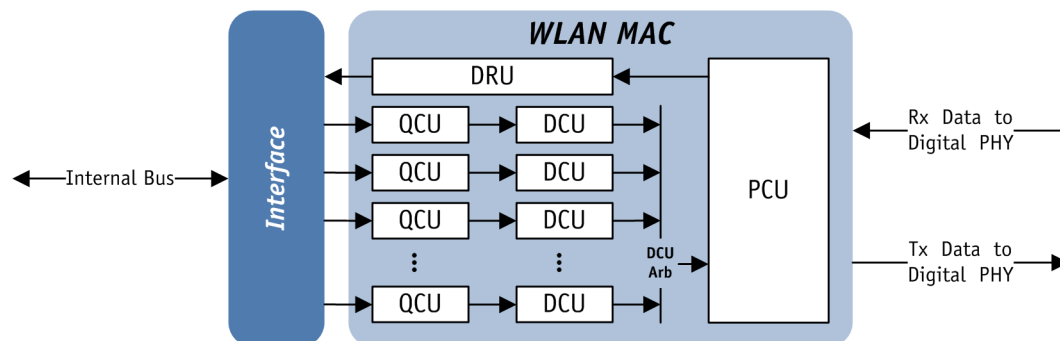 WLAN MAC
DRU
QCU DCU
QCU DCU
QCU DCU
QCU DCU
DCU
Arb
PCU
Interface
Internal Bus
Rx Data to
Digital PHY
Tx Data to
Digital PHY